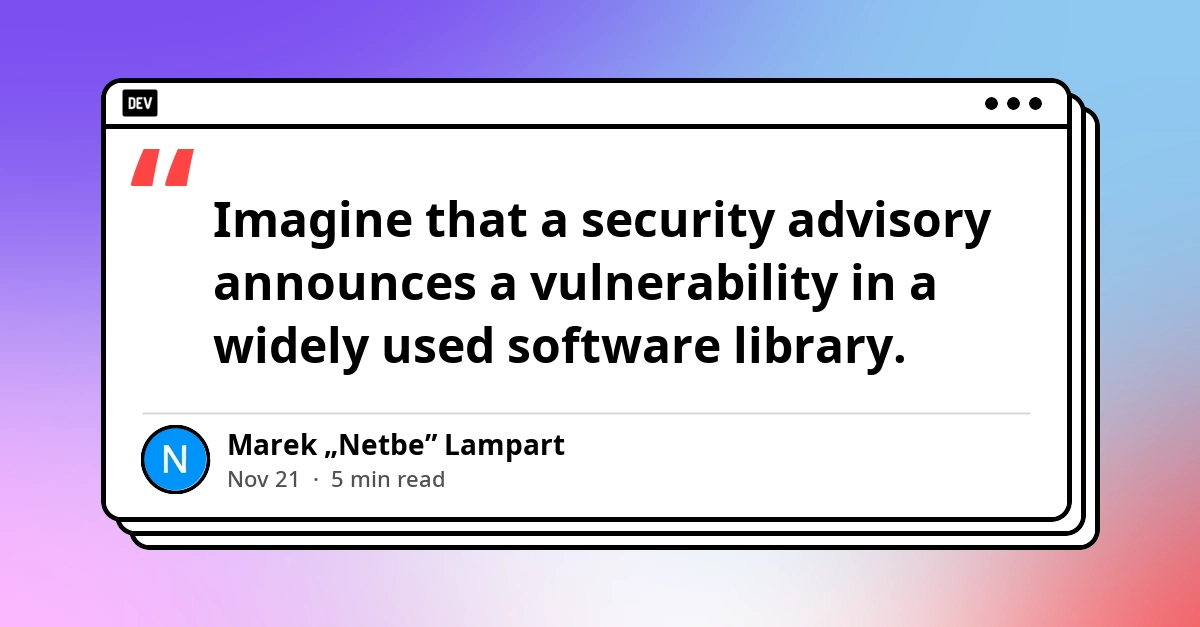 DEV
“
Imagine that a security advisory
announces a vulnerability in a
widely used software library.
N
Marek „Netbe” Lampart
Nov 21 · 5 min read